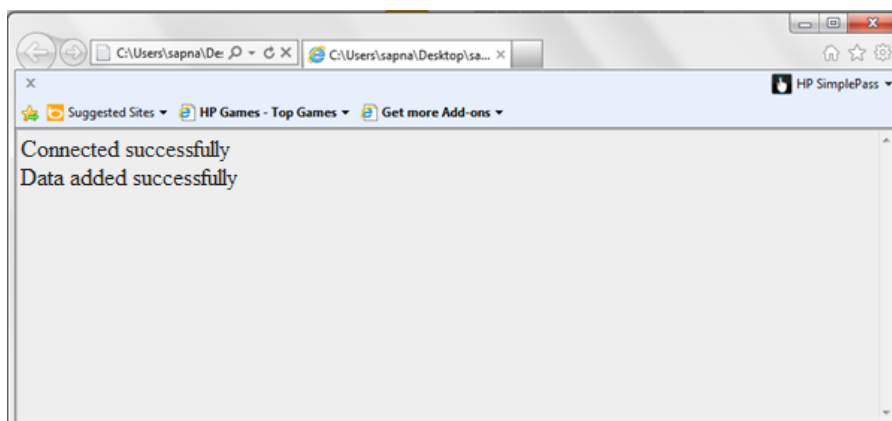 C:\Users\sapna\De: C:\Users\sapna\Desktop\sa...
HP SimplePass
Suggested Sites HP Games - Top Games Get more Add-ons
Connected successfully
Data added successfully